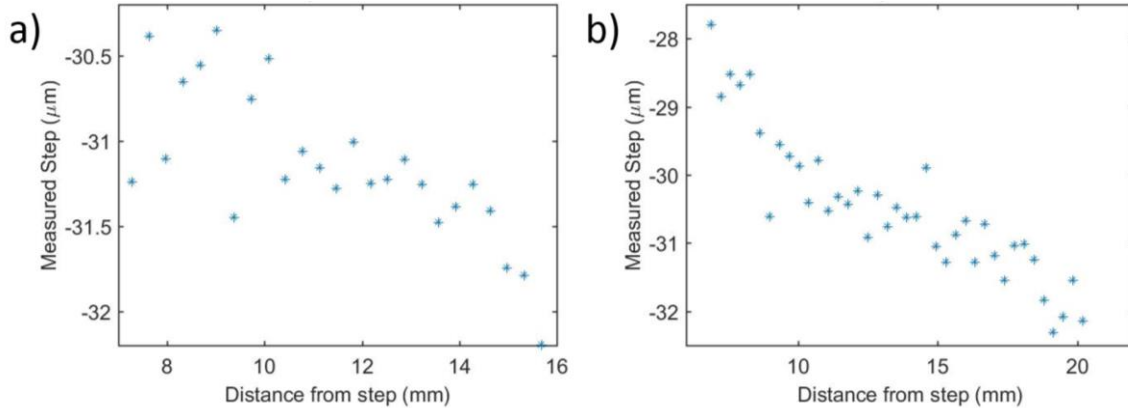 a)
Measured Step (μm)
-30.5
-31
-31.5
-32
8
10
12
14
16
Distance from step (mm)
b)
Measured Step (μm)
-28
-29
-30
-31
-32
10
15
20
Distance from step (mm)